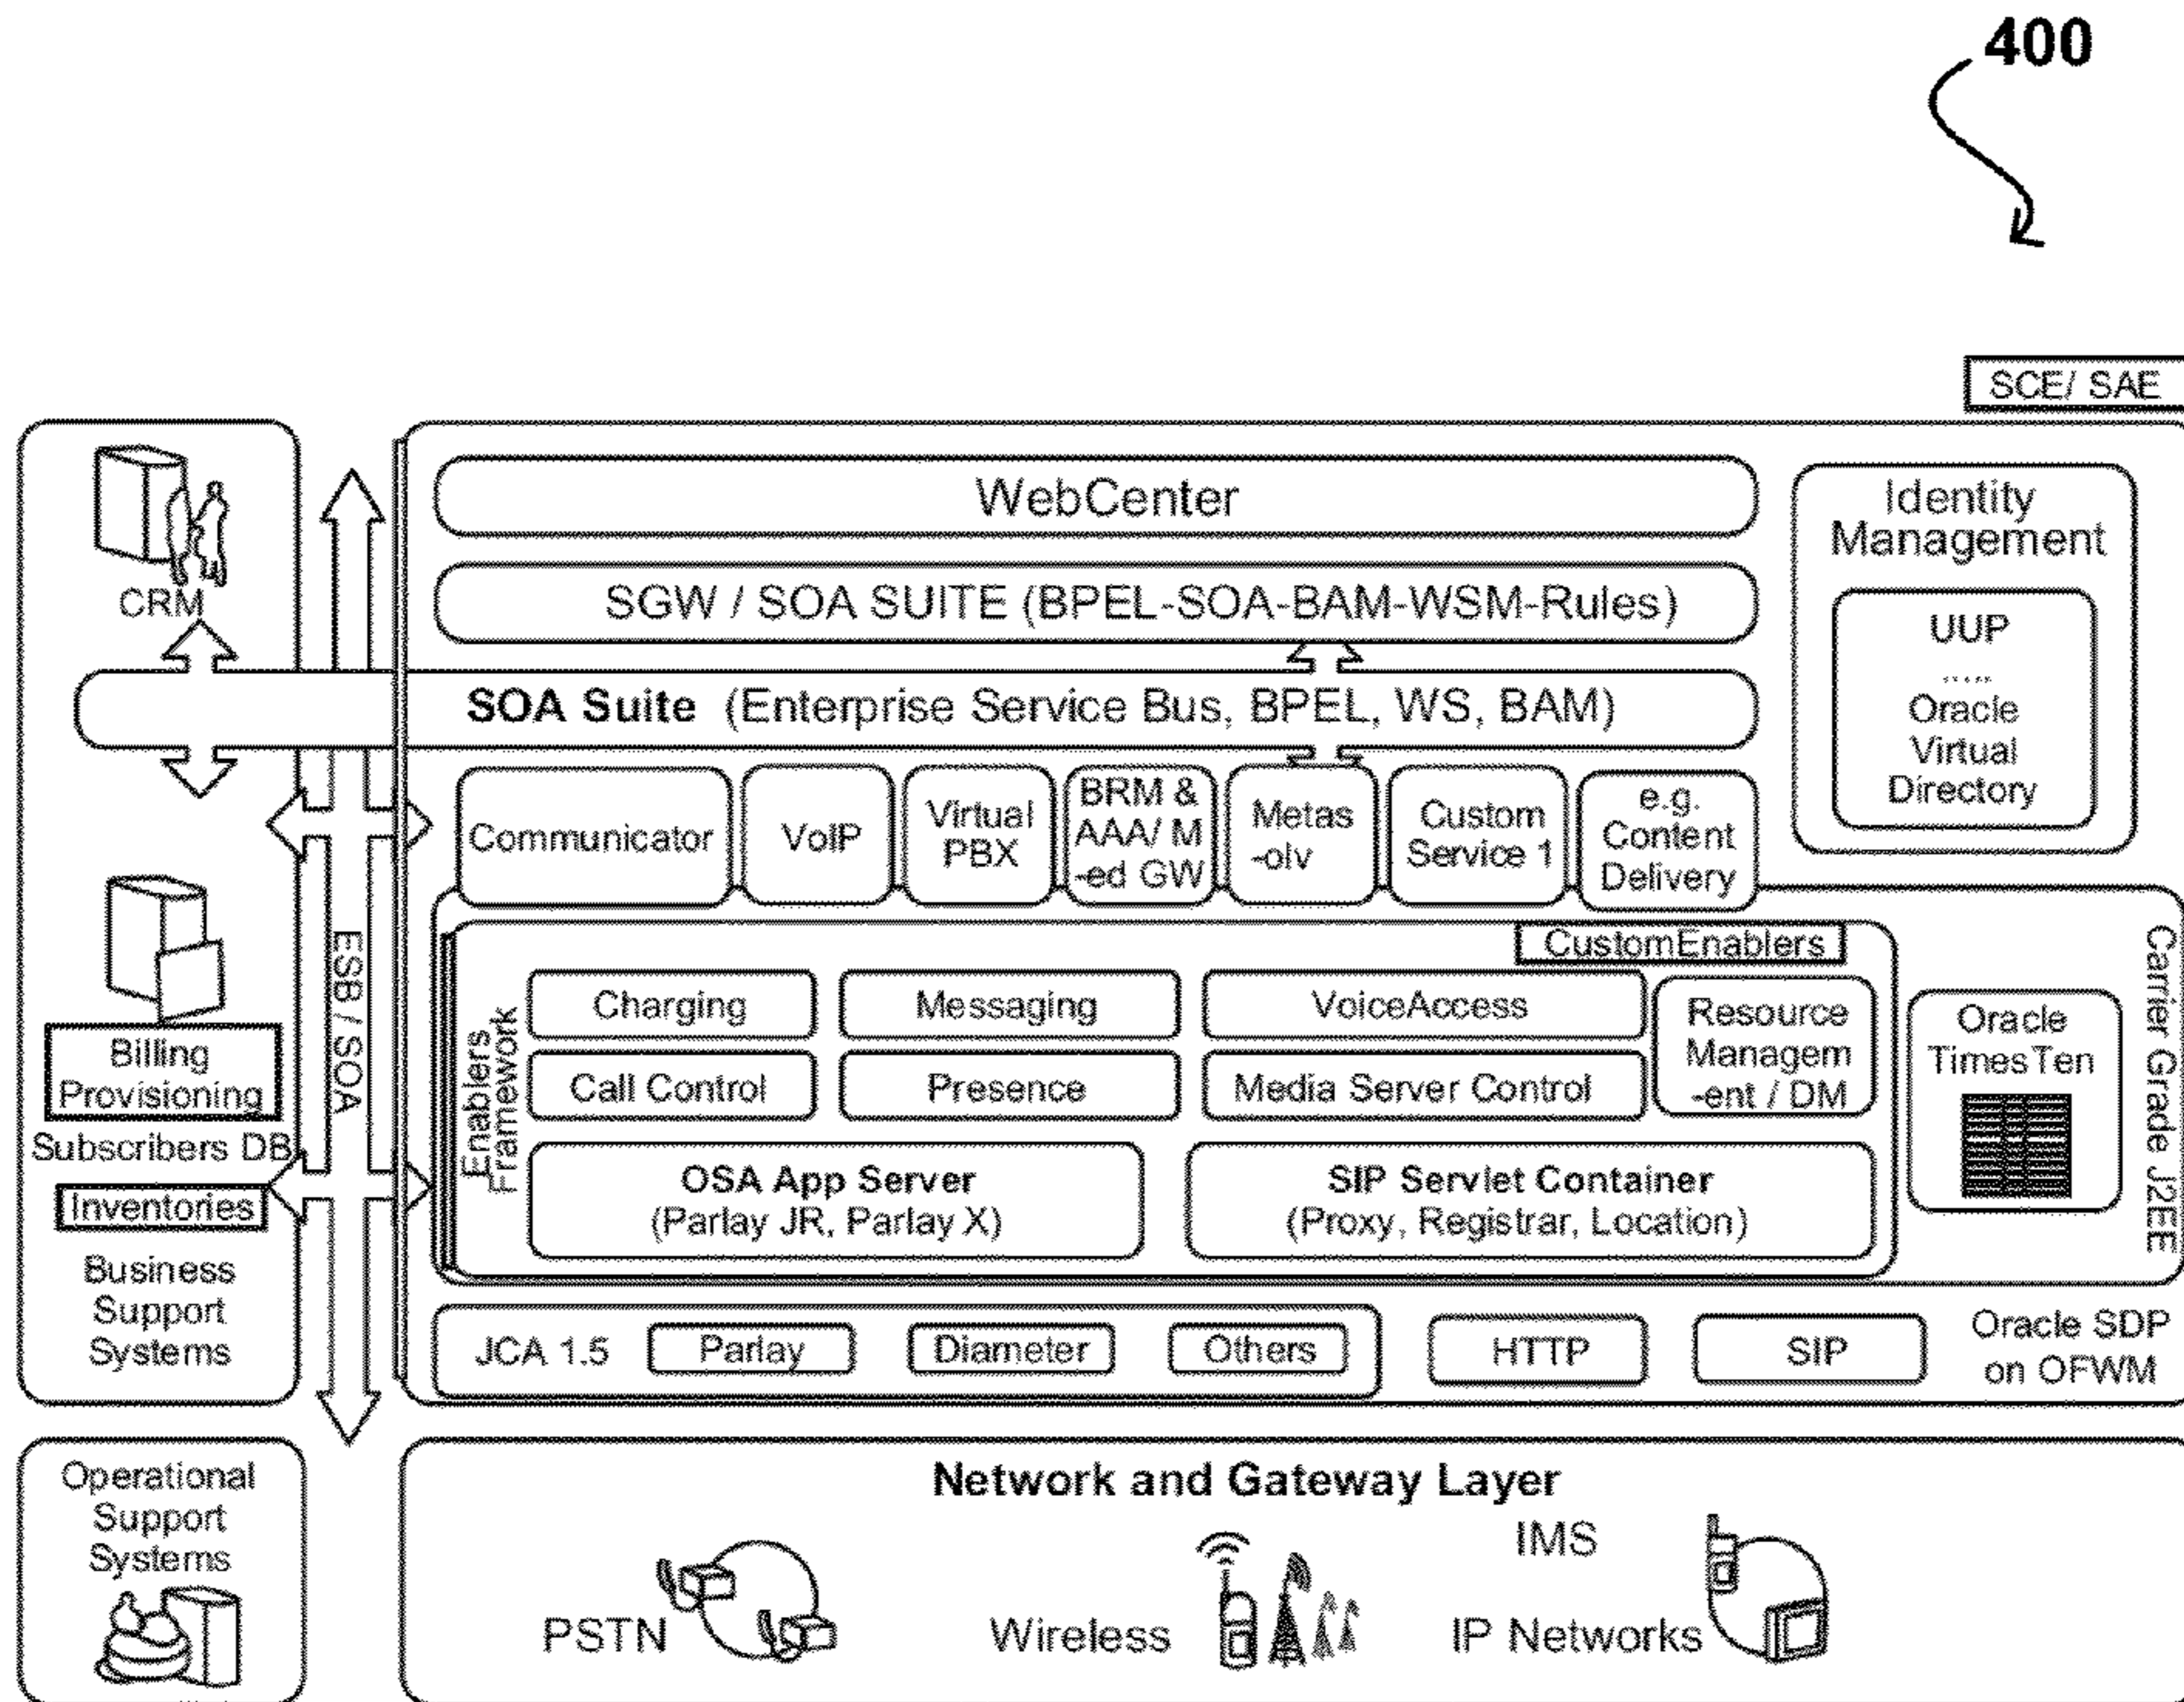 400
SCE/ SAE
CRM
WebCenter
SGW / SOA SUITE (BPEL-SOA-BAM-WSM-Rules)
SOA Suite (Enterprise Service Bus, BPEL, WS, BAM)
Identity
Management
UUP
.....
Oracle
Virtual
Directory
Communicator
VoIP
Virtual
PBX
BRM &
AAA/ M
-ed GW
Metas
-olv
Custom
Service 1
e.g.
Content
Delivery
ESB / SOA
Billing
Provisioning
Subscribers DB
Inventories
Business
Support
Systems
Enablers
Framework
CustomEnablers
Charging
Messaging
VoiceAccess
Resource
Managem
-ent / DM
Call Control
Presence
Media Server Control
OSA App Server
(Parlay JR, Parlay X)
SIP Servlet Container
(Proxy, Registrar, Location)
Oracle
TimesTen
Carrier Grade J2EE
JCA 1.5
Parlay
Diameter
Others
HTTP
SIP
Oracle SDP
on OFWM
Operational
Support
Systems
Network and Gateway Layer
PSTN
Wireless
IMS
IP Networks